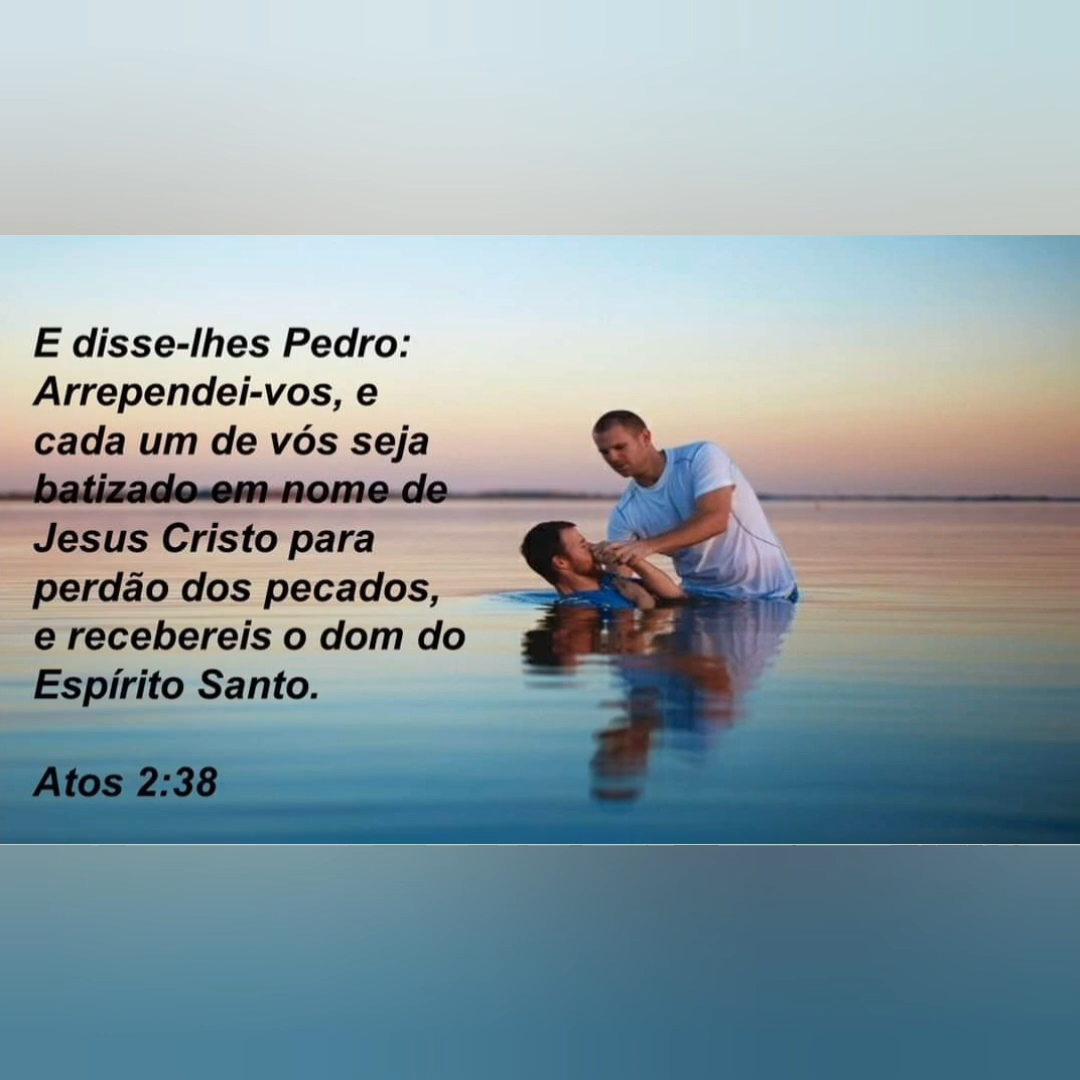 E disse-lhes Pedro:
Arrependei-vos, e
cada um de vós seja
batizado em nome de
Jesus Cristo para
perdão dos pecados,
e recebereis o dom do
Espírito Santo.
Atos 2:38